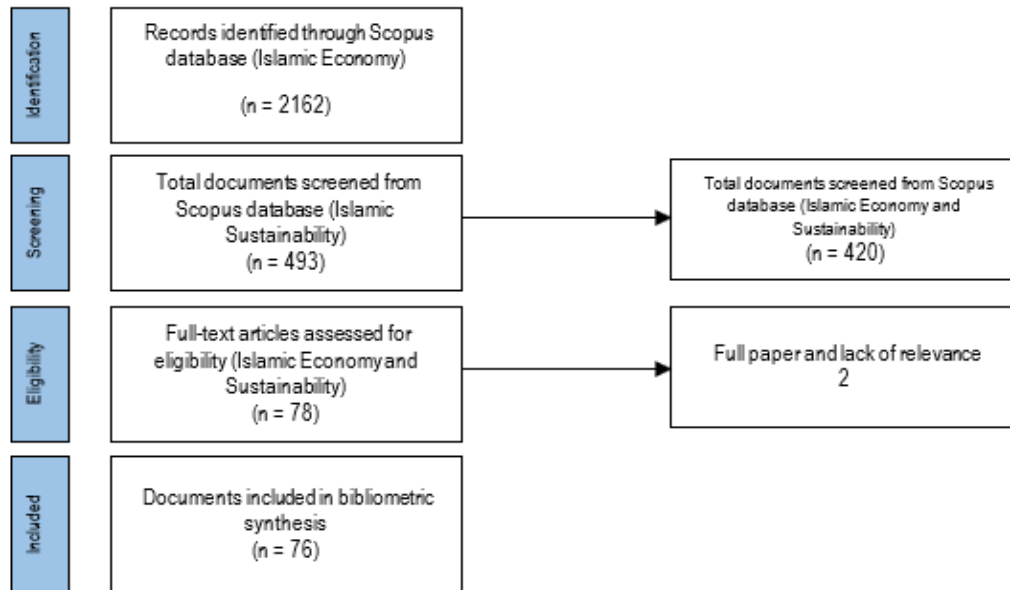 Identification
Records identified through Scopus
database (Islamic Economy)
(n = 2162)
Screening
Total documents screened from
Scopus database (Islamic
Sustainability)
(n = 493)
Total documents screened from Scopus
database (Islamic Economy and
Sustainability)
(n = 420)
Eligibility
Full-text articles assessed for
eligibility (Islamic Economy and
Sustainability)
(n = 78)
Full paper and lack of relevance
2
Included
Documents included in bibliometric
synthesis
(n = 76)